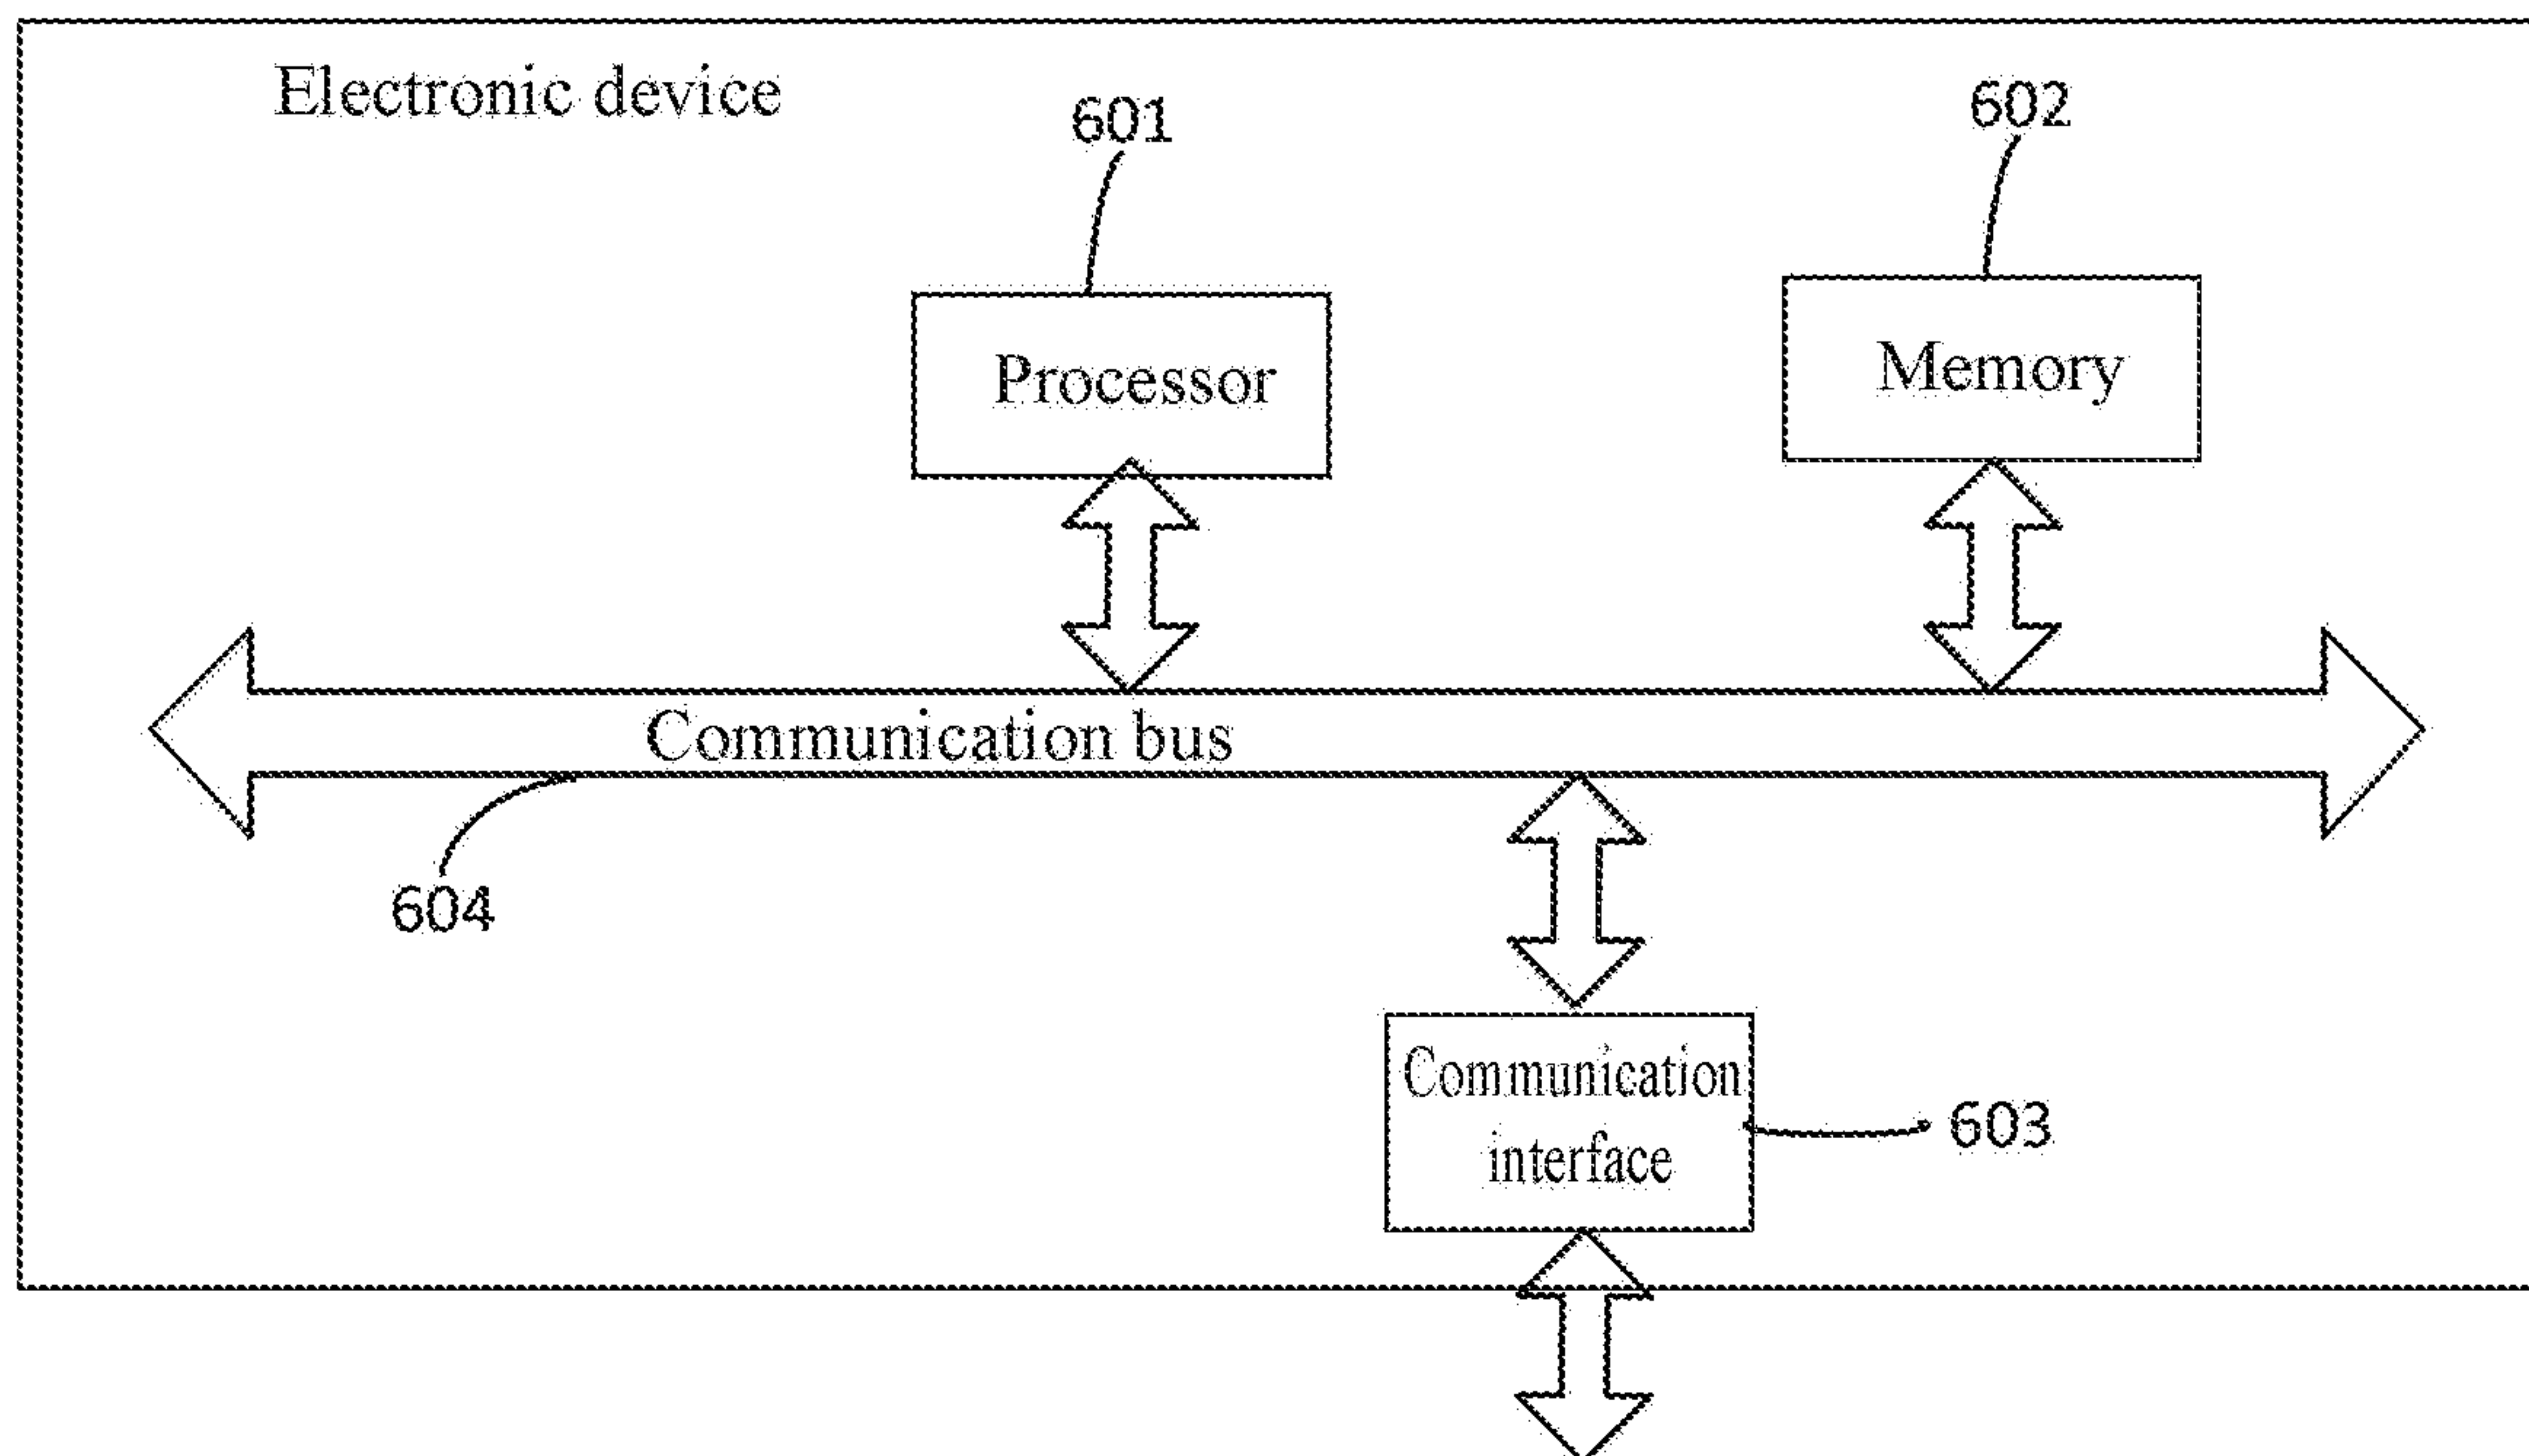 Electronic device
601
602
Processor
Memory
Communication bus
604
Communication
interface
603